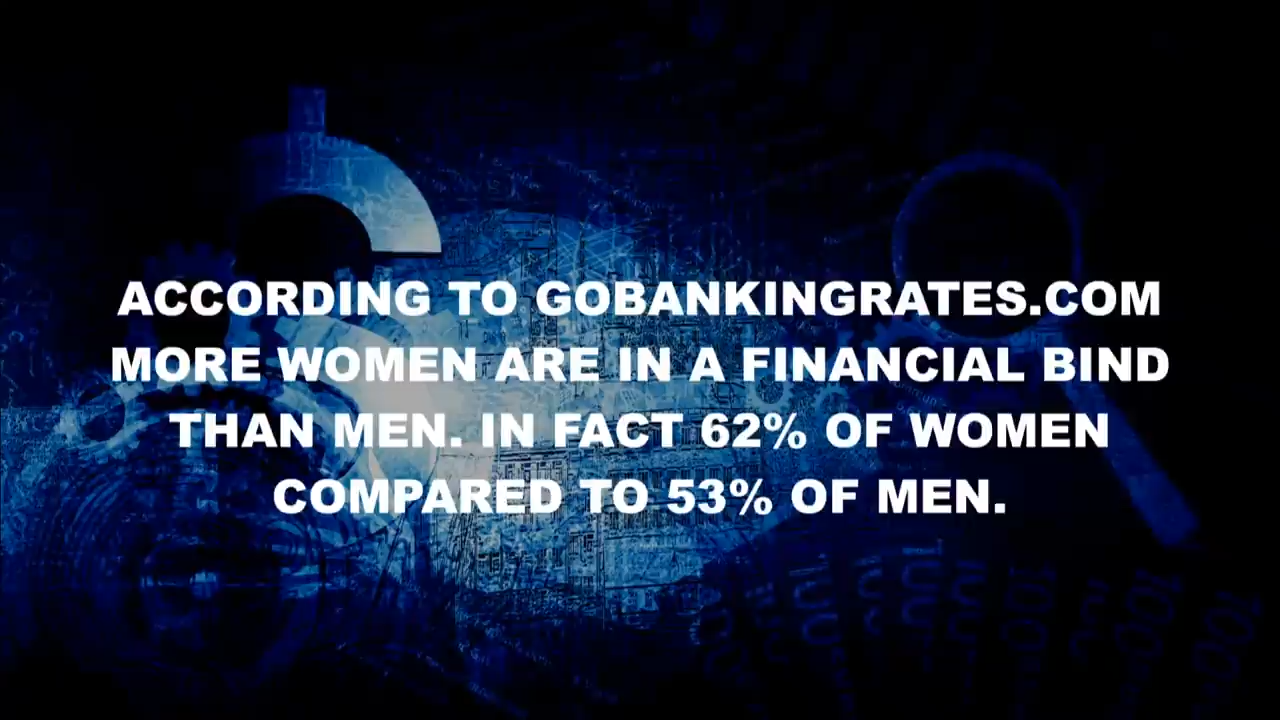 ACCORDING TO GOBANKINGRATES.COM
MORE WOMEN ARE IN A FINANCIAL BIND
THAN MEN. IN FACT 62% OF WOMEN
COMPARED TO 53% OF MEN.